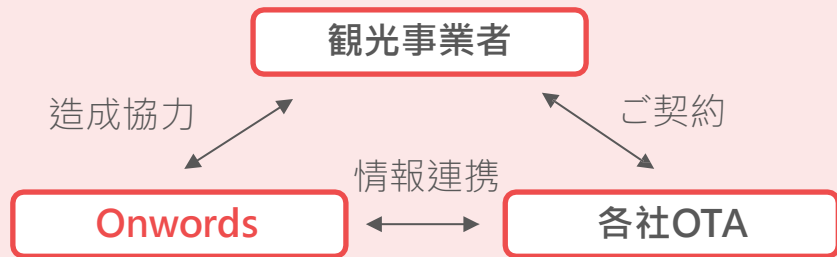 観光事業者
造成協力
ご契約
情報連携
Onwords
各社OTA